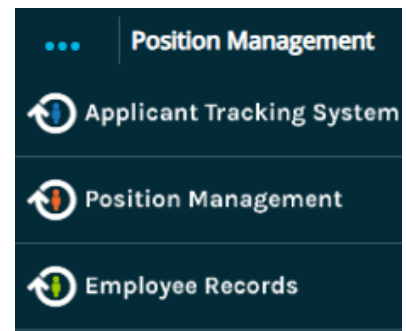 Position Management
Applicant Tracking System
Position Management
Employee Records